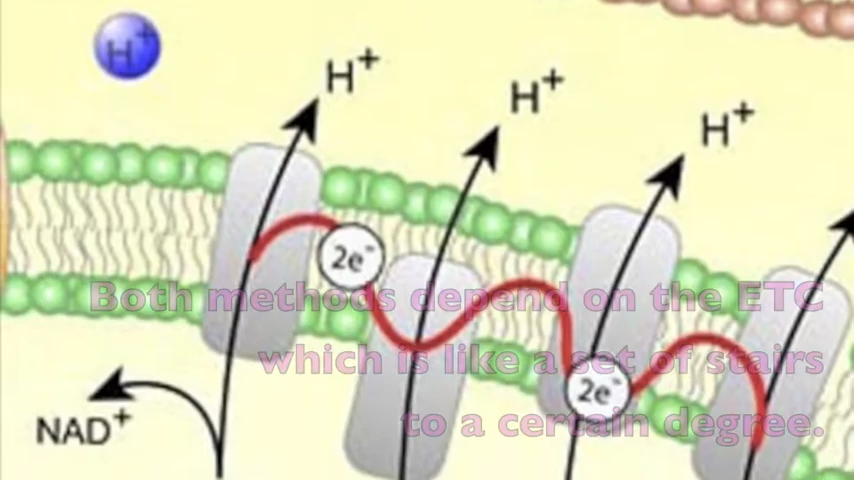 H+
H+
H+
H+
2e-
Both methods depend on the ETC
which is like a set of stairs
2e-
to a certain degree.
NAD+